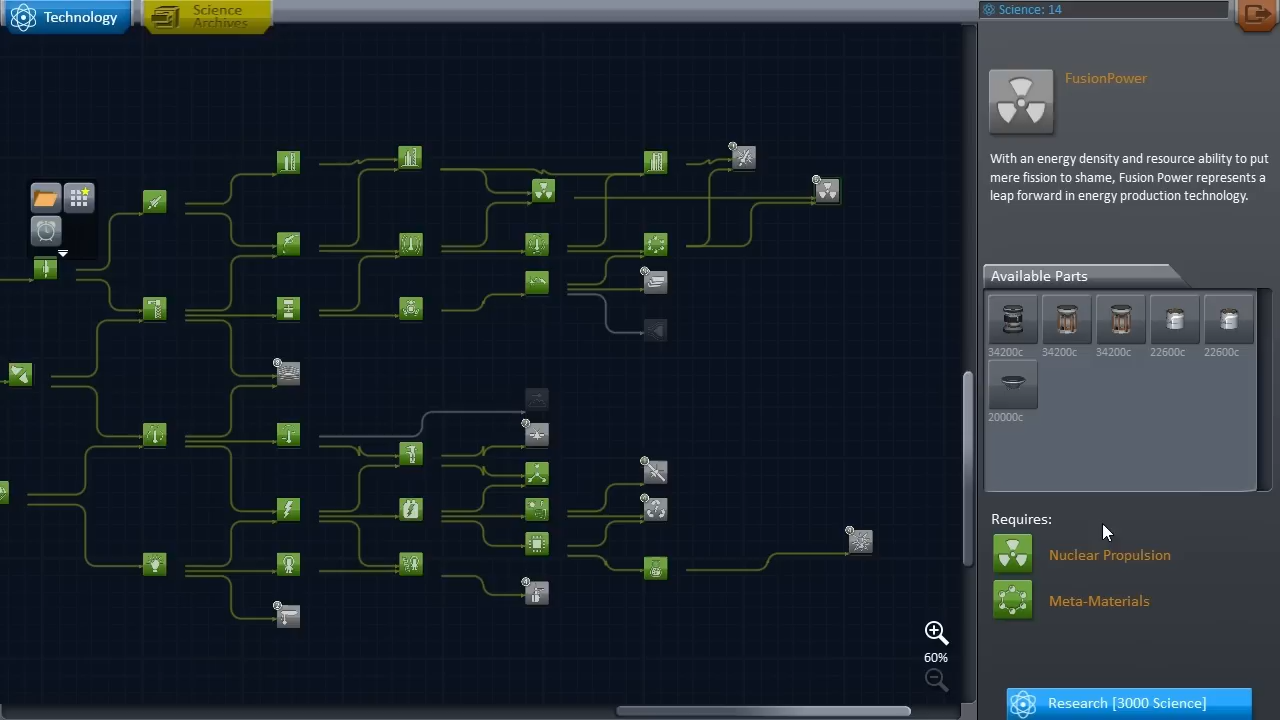 Technology
Science
Archives
Science: 14
FusionPower
With an energy density and resource ability to put
mere fission to shame, Fusion Power represents a
leap forward in energy production technology.
Available Parts
34200c 34200c 34200c 22600c 22600c
20000c
Requires:
Nuclear Propulsion
Meta-Materials
60%
Research [3000 Science]